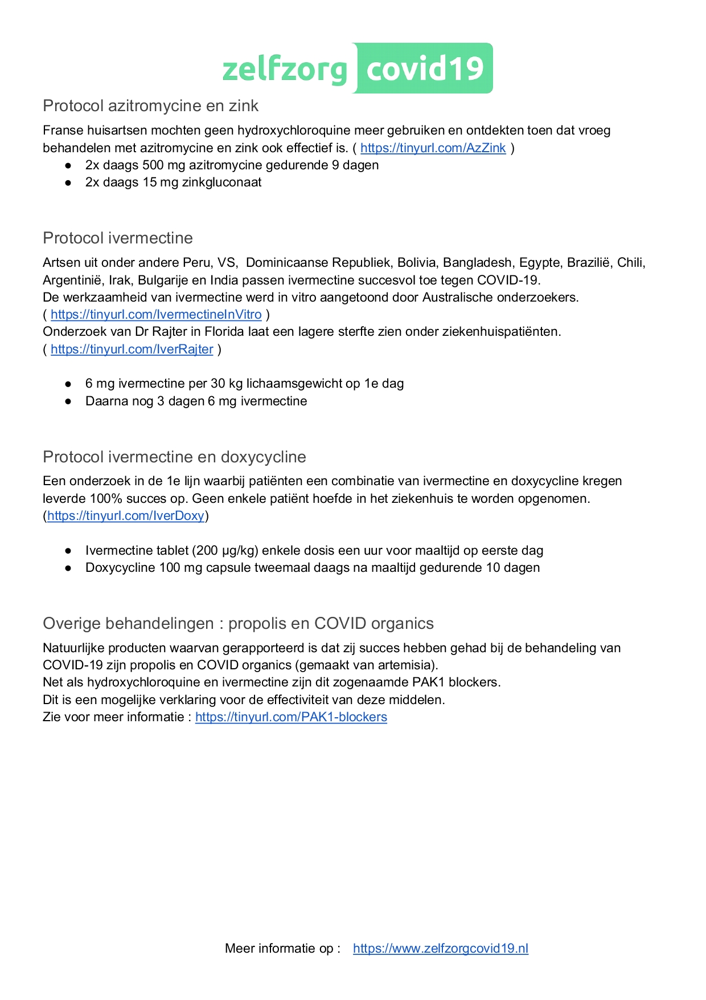 zelfzorg covid19
Protocol azitromycine en zink
Franse huisartsen mochten geen hydroxychloroquine meer gebruiken en ontdekten toen dat vroeg
behandelen met azitromycine en zink ook effectief is. ( https://tinyurl.com/AzZink )
● 2x daags 500 mg azitromycine gedurende 9 dagen
● 2x daags 15 mg zinkgluconaat
Protocol ivermectine
Artsen uit onder andere Peru, VS,  Dominicaanse Republiek, Bolivia, Bangladesh, Egypte, Brazilië, Chili,
Argentinië, Irak, Bulgarije en India passen ivermectine succesvol toe tegen COVID-19.
De werkzaamheid van ivermectine werd in vitro aangetoond door Australische onderzoekers.
( https://tinyurl.com/IvermectineInVitro )
Onderzoek van Dr Rajter in Florida laat een lagere sterfte zien onder ziekenhuispatiënten.
( https://tinyurl.com/IverRajter )
● 6 mg ivermectine per 30 kg lichaamsgewicht op 1e dag
● Daarna nog 3 dagen 6 mg ivermectine
Protocol ivermectine en doxycycline
Een onderzoek in de 1e lijn waarbij patiënten een combinatie van ivermectine en doxycycline kregen
leverde 100% succes op. Geen enkele patiënt hoefde in het ziekenhuis te worden opgenomen.
(https://tinyurl.com/IverDoxy)
● Ivermectine tablet (200 µg/kg) enkele dosis een uur voor maaltijd op eerste dag
● Doxycycline 100 mg capsule tweemaal daags na maaltijd gedurende 10 dagen
Overige behandelingen : propolis en COVID organics
Natuurlijke producten waarvan gerapporteerd is dat zij succes hebben gehad bij de behandeling van
COVID-19 zijn propolis en COVID organics (gemaakt van artemisia).
Net als hydroxychloroquine en ivermectine zijn dit zogenaamde PAK1 blockers.
Dit is een mogelijke verklaring voor de effectiviteit van deze middelen.
Zie voor meer informatie : https://tinyurl.com/PAK1-blockers
Meer informatie op : https://www.zelfzorgcovid19.nl